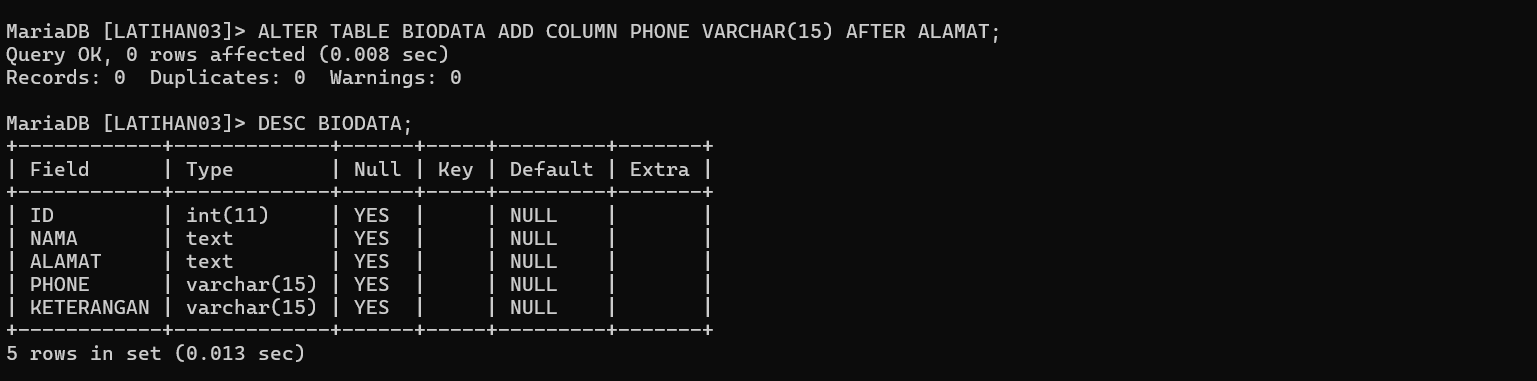 MariaDB [LATIHAN03]> ALTER TABLE BIODATA ADD COLUMN PHONE VARCHAR(15) AFTER ALAMAT;
Query OK, 0 rows affected (0.008 sec)
Records: 0  Duplicates: 0  Warnings: 0

MariaDB [LATIHAN03]> DESC BIODATA;
+------------+-------------+------+-----+---------+-------+
| Field      | Type        | Null | Key | Default | Extra |
+------------+-------------+------+-----+---------+-------+
| ID         | int(11)     | YES  |     | NULL    |       |
| NAMA       | text        | YES  |     | NULL    |       |
| ALAMAT     | text        | YES  |     | NULL    |       |
| PHONE      | varchar(15) | YES  |     | NULL    |       |
| KETERANGAN | varchar(15) | YES  |     | NULL    |       |
+------------+-------------+------+-----+---------+-------+
5 rows in set (0.013 sec)